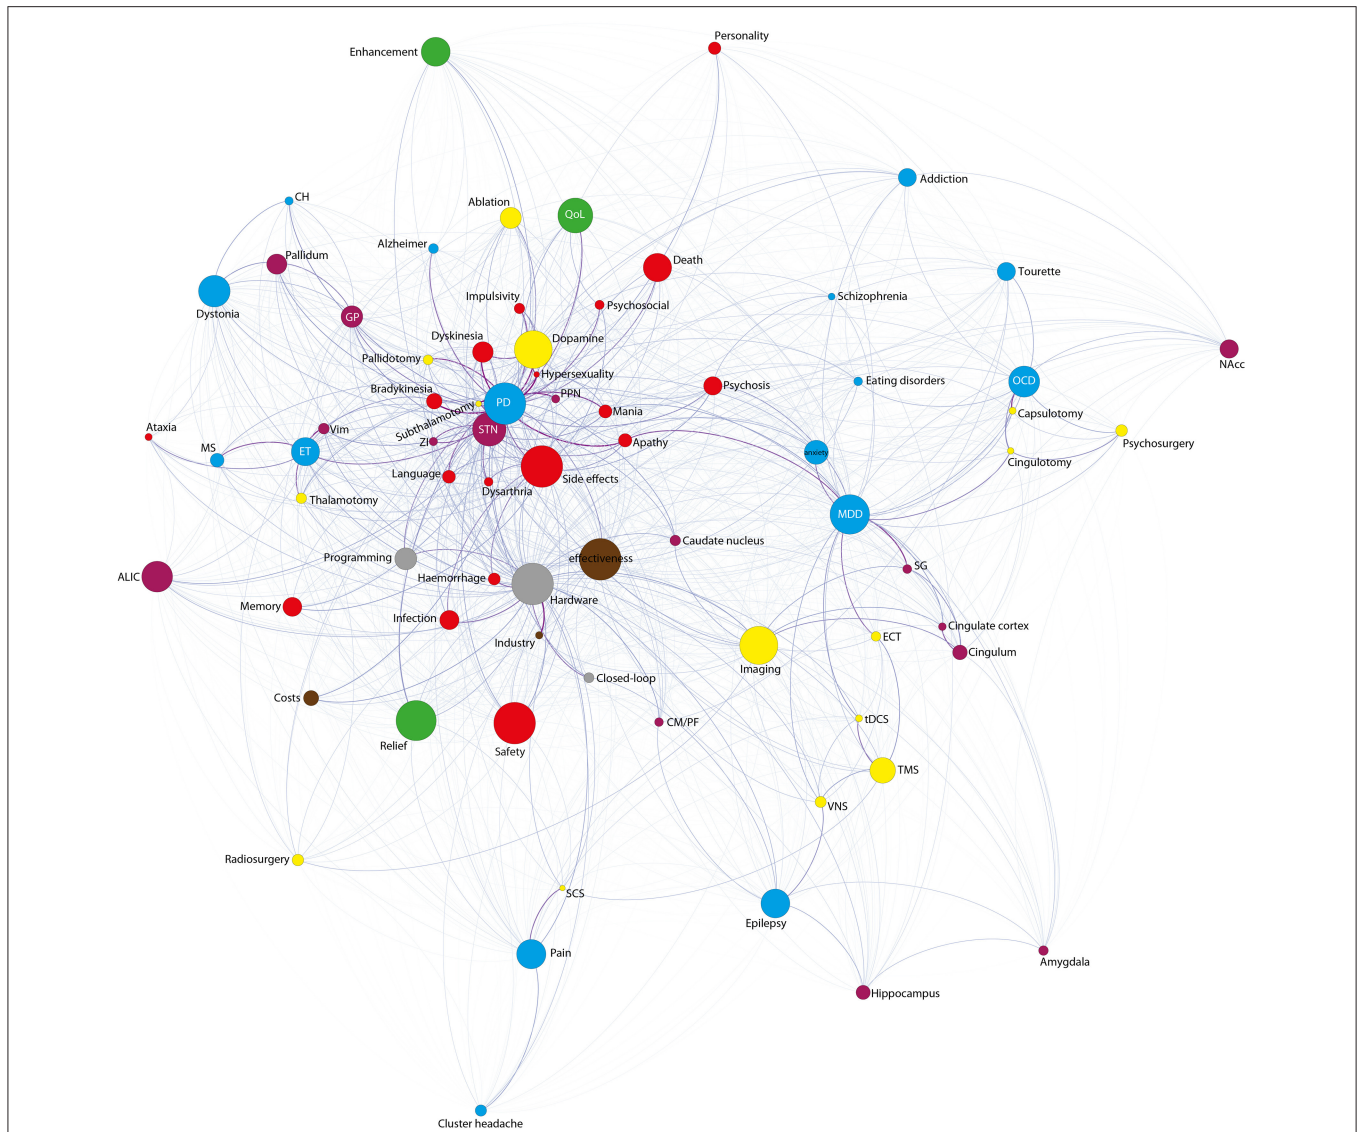 Personality
Enhancement
Addiction
CH
Ablation
QoL
Alzheimer
Pallidum
Death
Tourette
Impulsivity
Psychosocial
Schizophrenia
Dystonia
GP
Dyskinesia
Dopamine
Pallidotomy
NAcc
Hypersexuality
Bradykinesia
PD
PPN
Psychosis
Eating disorders
OCD
Subthalamotomy
Mania
Capsulotomy
Ataxia
Vim
STN
ZI
Apathy
Psychosurgery
MS
ET
anxiety
Cingulotomy
Language
Side effects
Dysarthria
Thalamotomy
MDD
Caudate nucleus
Programming
effectiveness
SG
ALIC
Haemorrhage
Hardware
Memory
Infection
Cingulate cortex
Industry
ECT
Cingulum
Imaging
Closed-loop
Costs
CM/PF
tDCS
Relief
Safety
TMS
VNS
Radiosurgery
SCS
Epilepsy
Pain
Amygdala
Hippocampus
Cluster headache